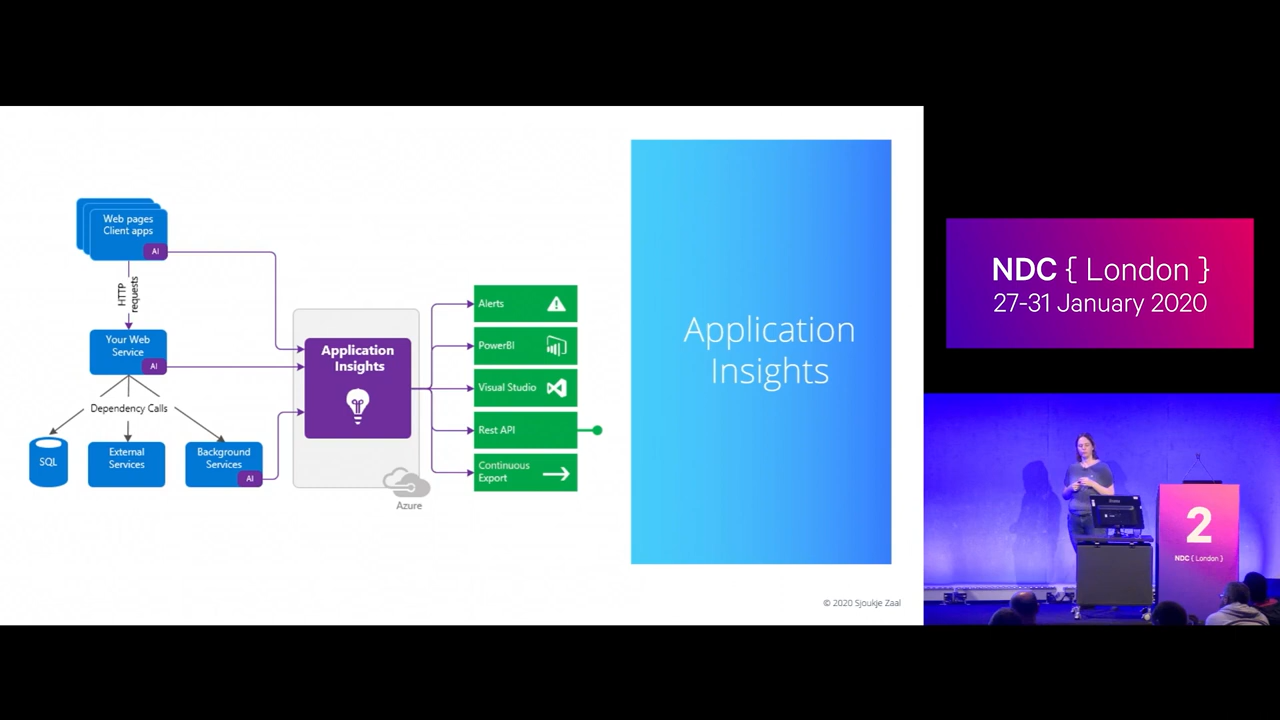 Web pages
Client apps
AI
HTTP
requests
Your Web
Service
AI
Dependency Calls
SQL
External
Services
Background
Services
AI
Application
Insights
Azure
Alerts
PowerBI
Visual Studio
Rest API
Continuous
Export
Application
Insights
© 2020 Sjoukje Zaal
NDC { London }
27-31 January 2020
2
NDC { London }